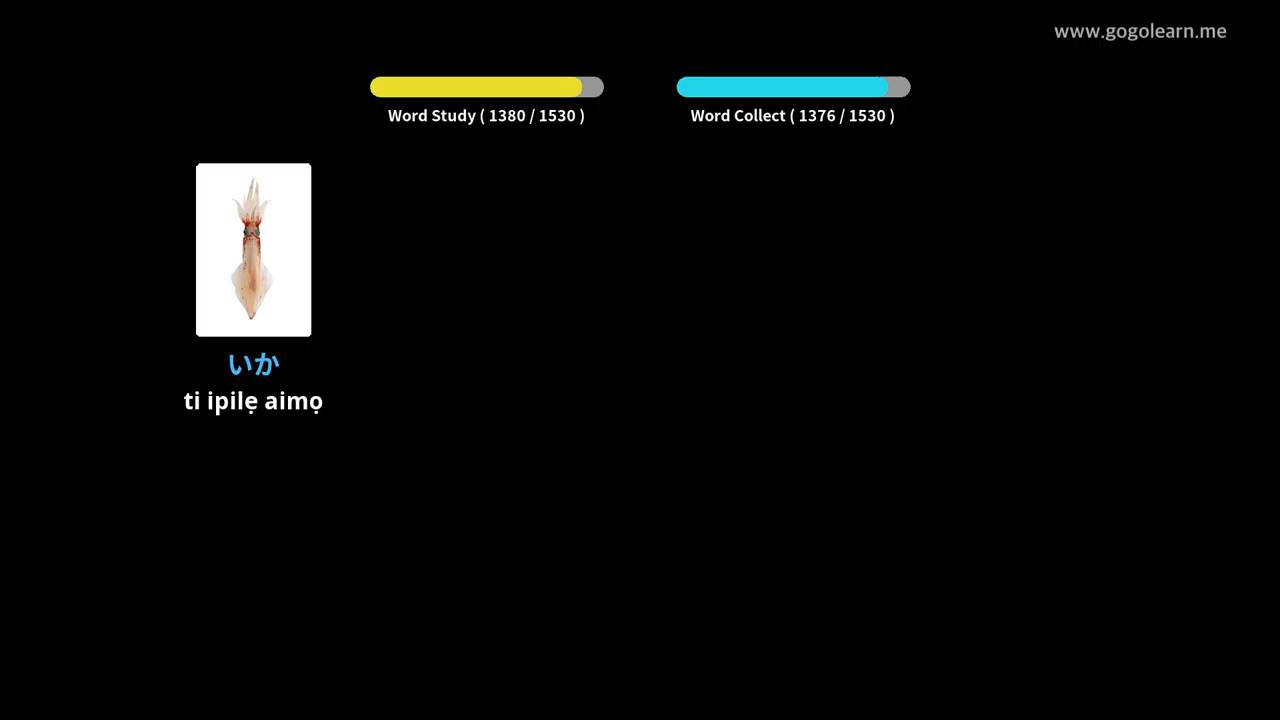 www.gogolearn.me
Word Study ( 1380 / 1530 )
Word Collect ( 1376 / 1530 )
いか
ti ipilẹ aimọ